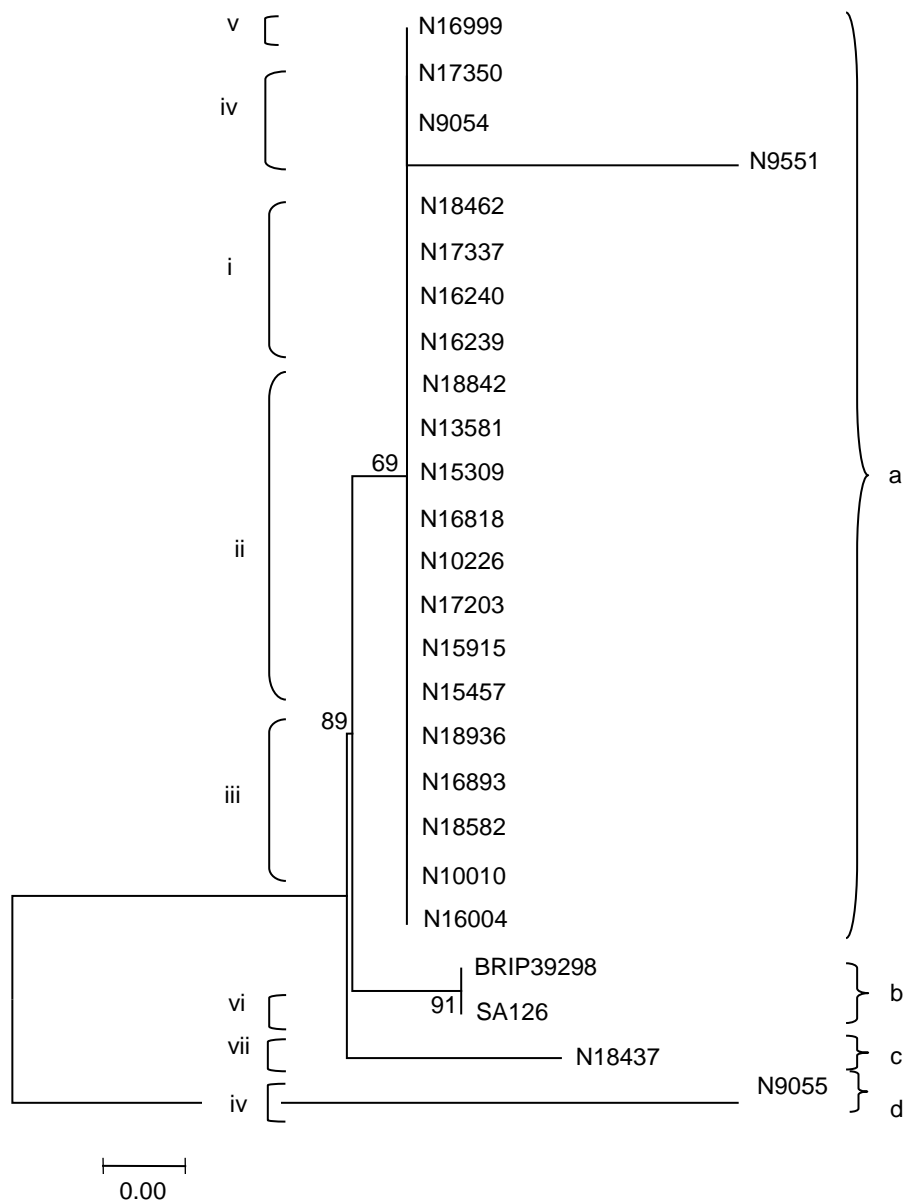 v
N16999
N17350
iv
N9054
N9551
N18462
N17337
i
N16240
N16239
N18842
N13581
69
N15309
a
N16818
ii
N10226
N17203
N15915
N15457
89
N18936
N16893
iii
N18582
N10010
N16004
BRIP39298
b
vi
91
SA126
vii
N18437
c
N9055
iv
d
0.00